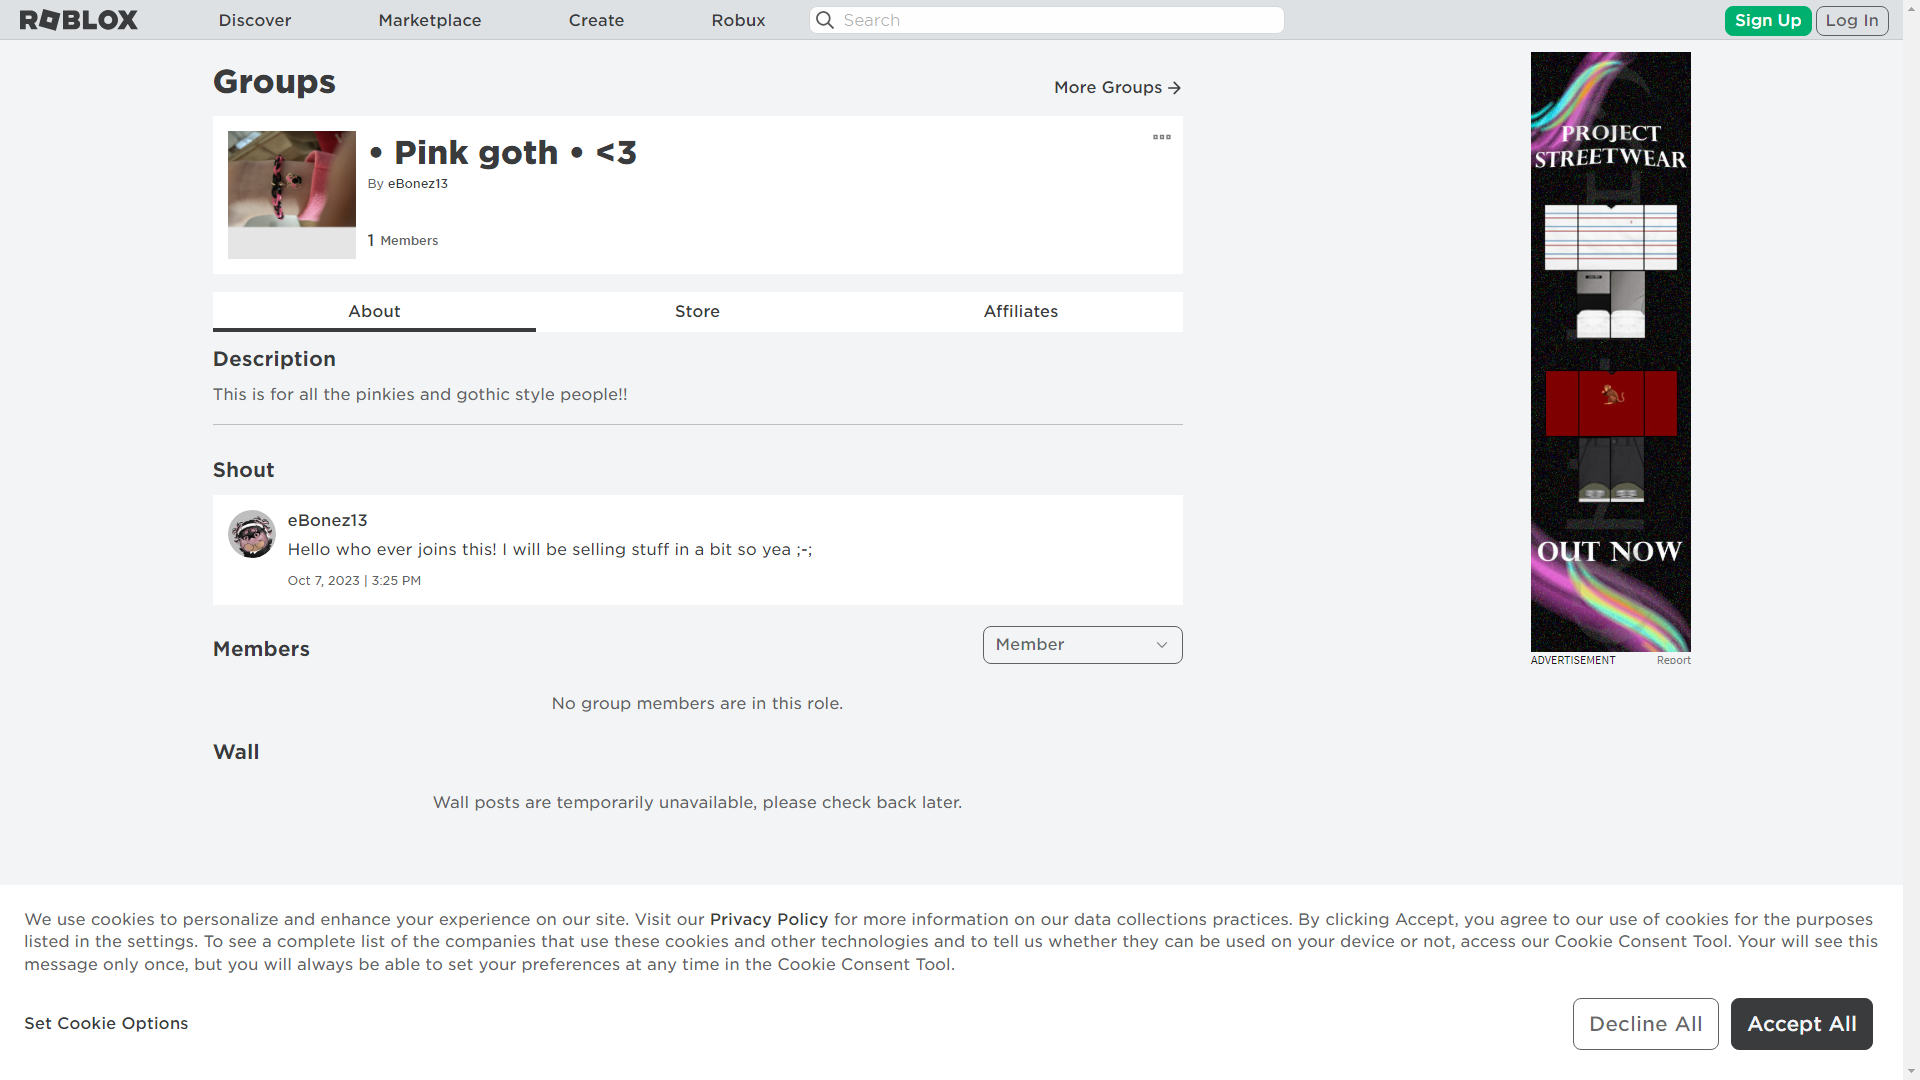 ROBLOX
Discover
Marketplace
Create
Robux
Search
Sign Up
Log In
Groups
More Groups
• Pink goth • <3
By eBonez13
1 Members
About
Store
Affiliates
Description
This is for all the pinkies and gothic style people!!
Shout
eBonez13
Hello who ever joins this! I will be selling stuff in a bit so yea ;-;
Oct 7, 2023 | 3:25 PM
Members
Member
No group members are in this role.
Wall
Wall posts are temporarily unavailable, please check back later.
PROJECT
STREETWEAR
OUT NOW
ADVERTISEMENT
Report
We use cookies to personalize and enhance your experience on our site. Visit our Privacy Policy for more information on our data collections practices. By clicking Accept, you agree to our use of cookies for the purposes
listed in the settings. To see a complete list of the companies that use these cookies and other technologies and to tell us whether they can be used on your device or not, access our Cookie Consent Tool. Your will see this
message only once, but you will always be able to set your preferences at any time in the Cookie Consent Tool.
Set Cookie Options
Decline All
Accept All